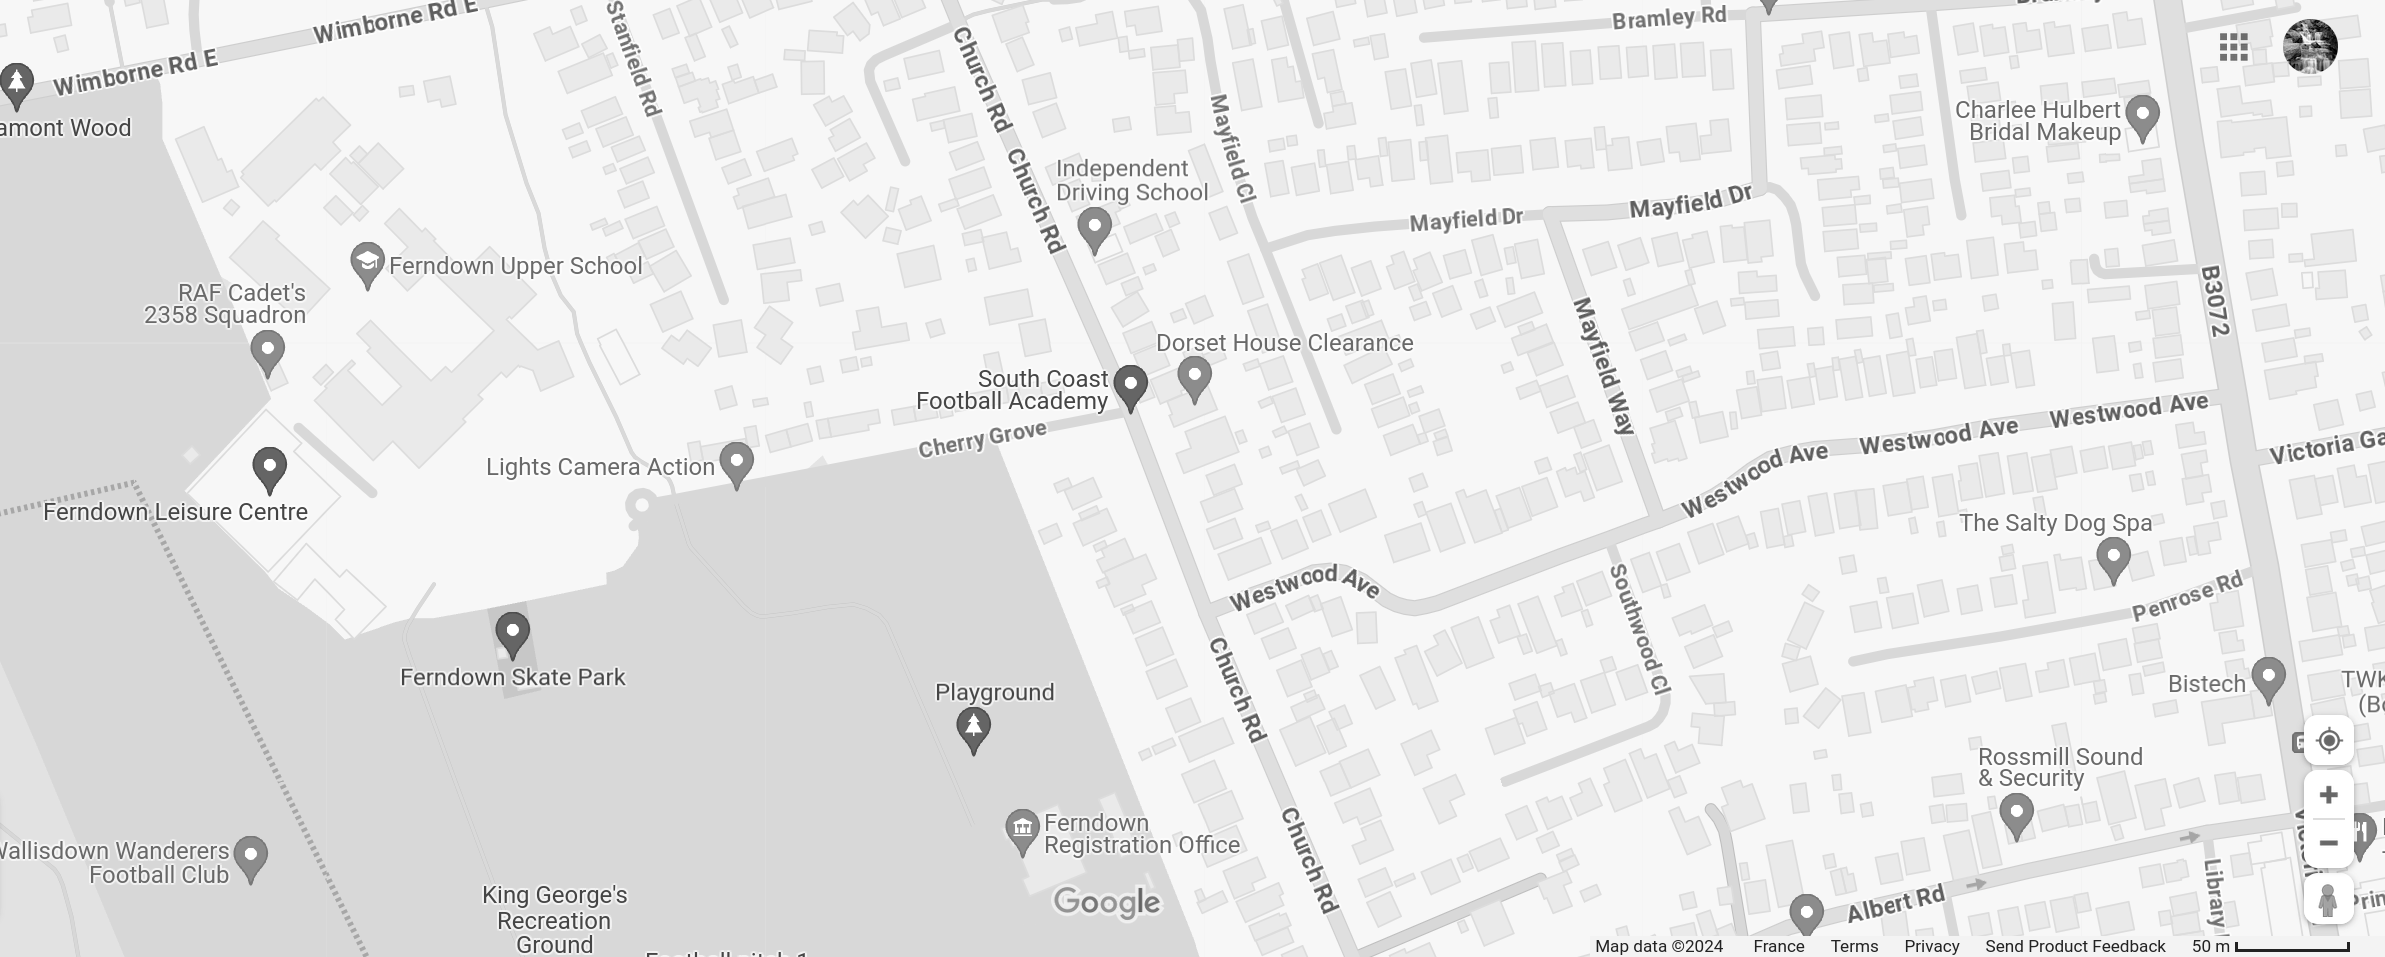 Wimborne Rd E
Wimborne Rd E
Stanfield Rd
Church Rd
Bramley Rd
amont Wood
Charlee Hulbert
Bridal Makeup
Mayfield Cl
Independent
Driving School
Church Rd
Mayfield Dr
Mayfield Dr
Ferndown Upper School
RAF Cadet's
2358 Squadron
B3072
Dorset House Clearance
Mayfield Way
South Coast
Football Academy
Cherry Grove
Westwood Ave
Westwood Ave
Westwood Ave
Victoria Ga
Lights Camera Action
Ferndown Leisure Centre
The Salty Dog Spa
Westwood Ave
Southwood Cl
Penrose Rd
Ferndown Skate Park
Playground
Church Rd
Bistech
TWK
(Bo
Rossmill Sound
& Security
Ferndown
Registration Office
Church Rd
Wallisdown Wanderers
Football Club
King George's
Recreation
Ground
Google
Albert Rd
Library
Prin
Map data ©2024 France Terms Privacy Send Product Feedback 50 m